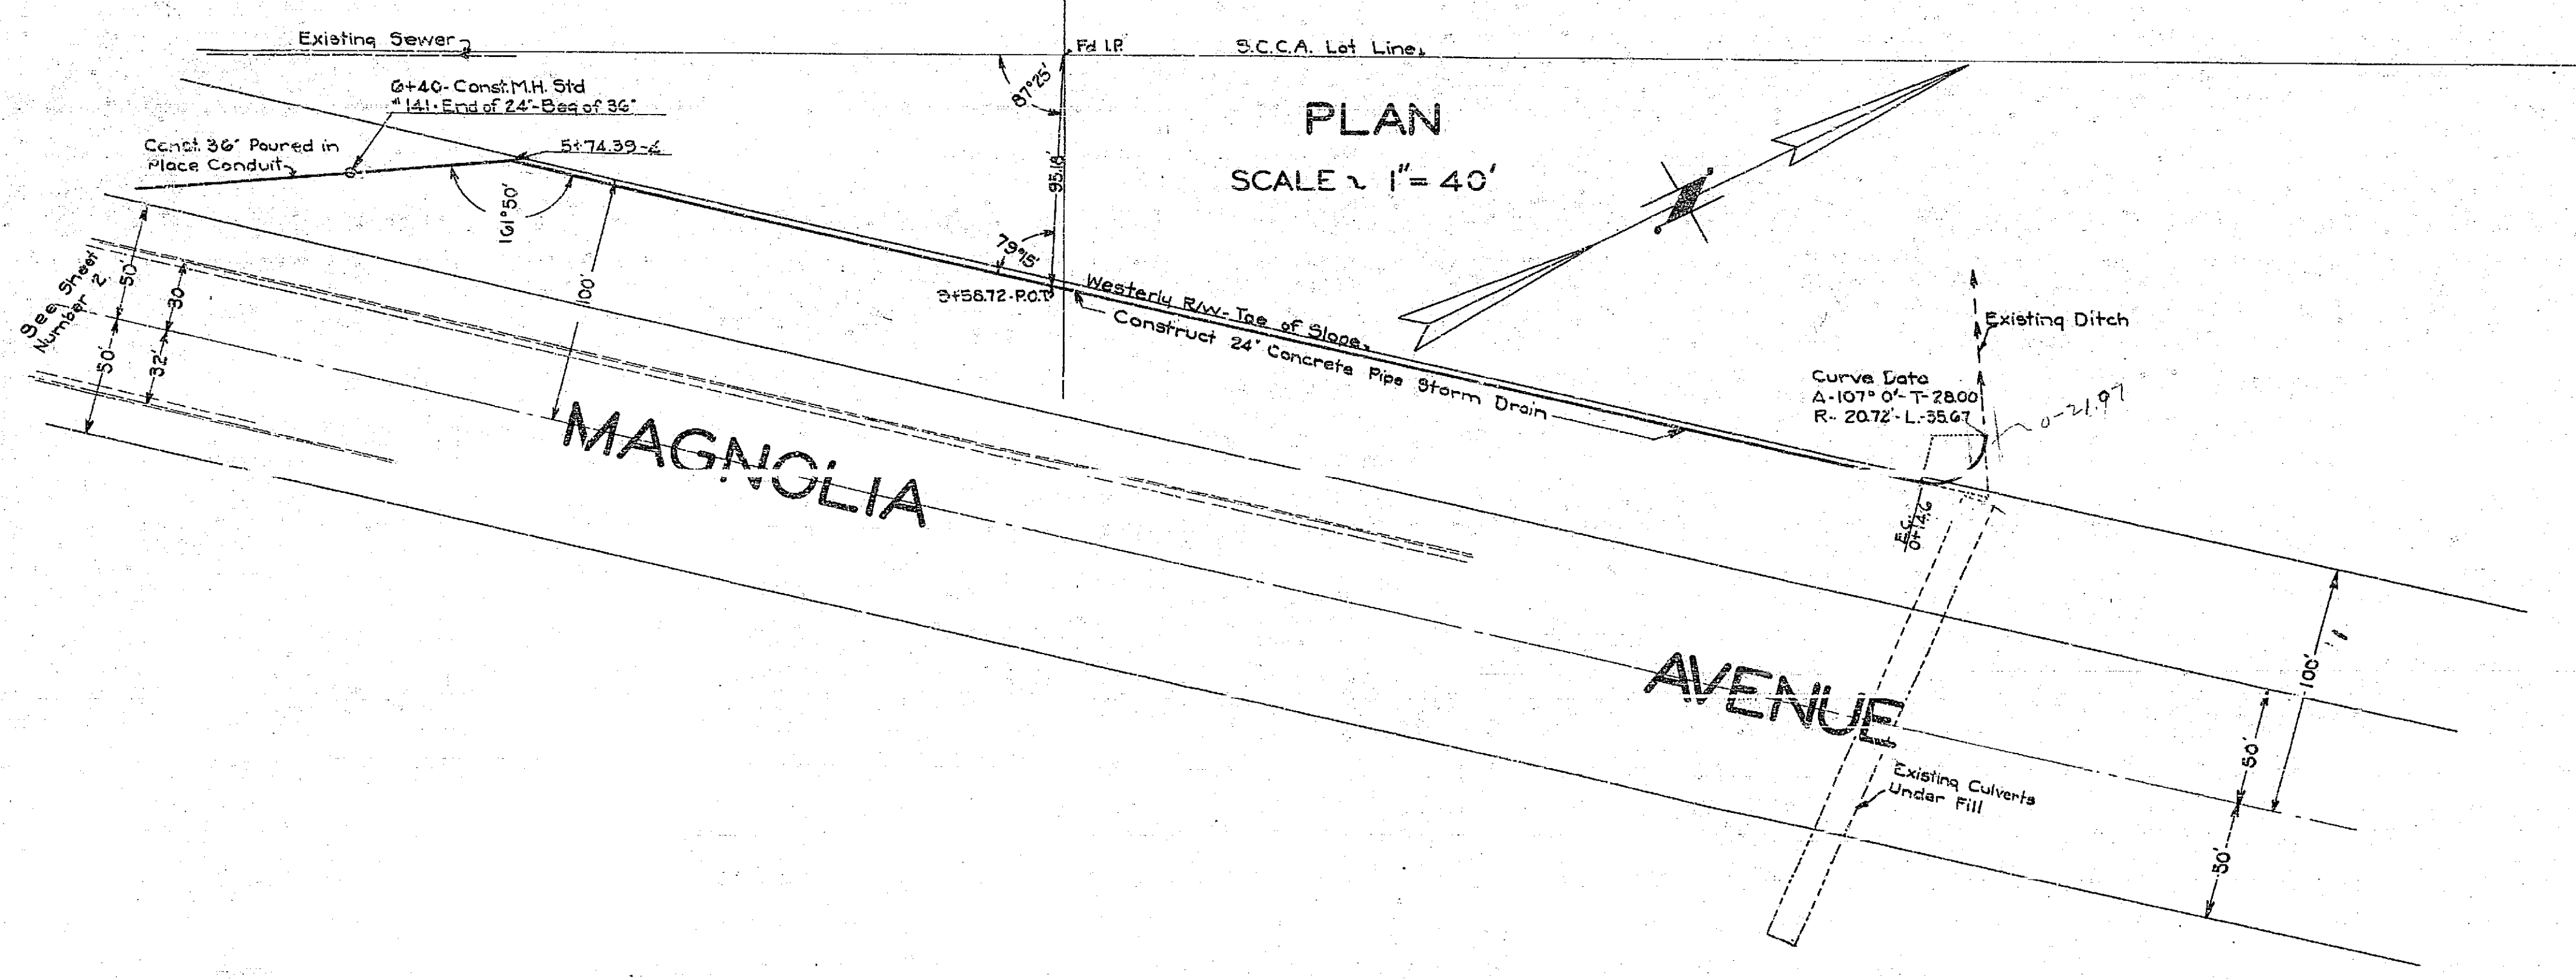 Existing Sewer
Fd I.P.
S.C.C.A. Lot Line
6+40-Const. M.H. Std
#141-End of 24"-Beg of 36"
Const. 36" Poured in
Place Conduit
5+74.39-∠
87°25'
95.18'
161°50'
79°15'
100'
PLAN
SCALE ~ 1"= 40'
See Sheet
Number 2
50'
30'
50'
32'
3+58.72-P.O.T.
Westerly R/W-Toe of Slope
Construct 24" Concrete Pipe Storm Drain
Existing Ditch
Curve Data
Δ-107° 0'-T-28.00
R-20.72'-L-35.67
0-21.97
E.C.
MAGNOLIA
AVENUE
Existing Culverts
Under Fill
100'
50'
50'